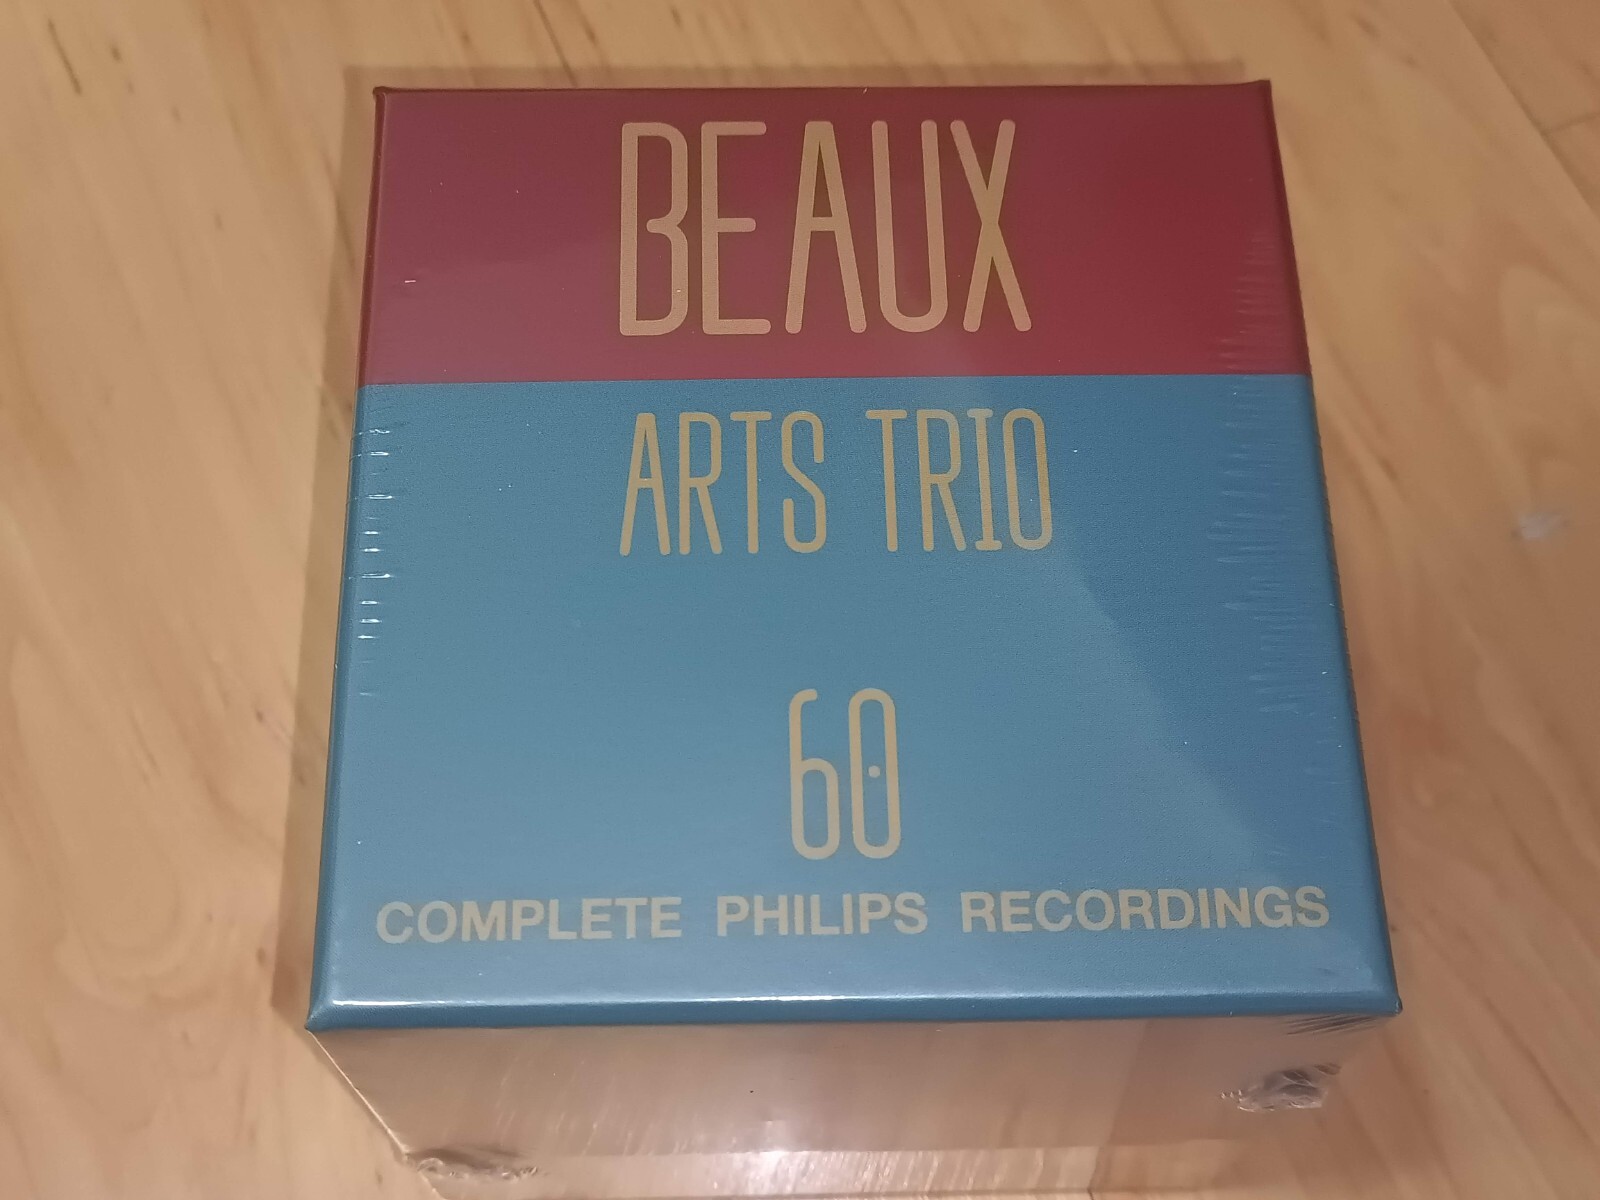 BEAUX
ARTS TRIO
60
COMPLETE PHILIPS RECORDINGS